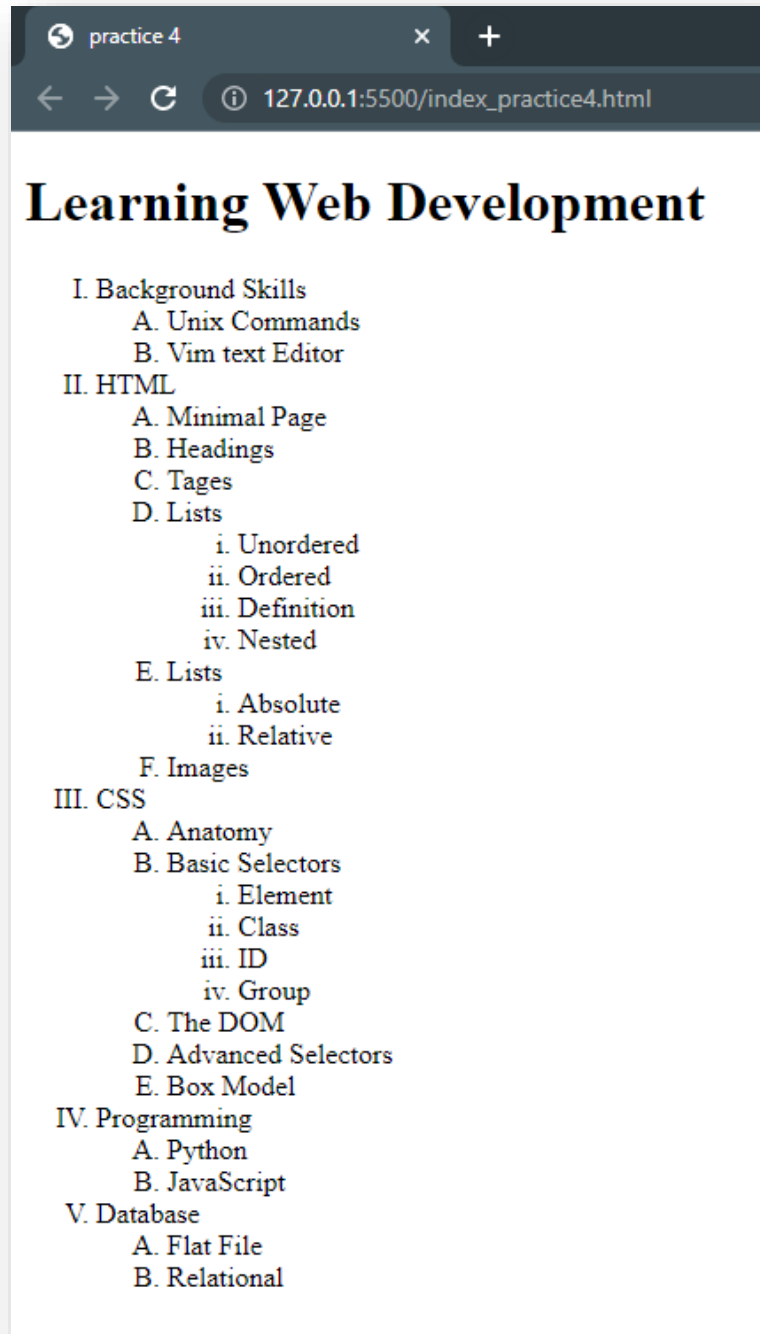 practice 4
127.0.0.1:5500/index_practice4.html
Learning Web Development
I. Background Skills
A. Unix Commands
B. Vim text Editor
II. HTML
A. Minimal Page
B. Headings
C. Tages
D. Lists
i. Unordered
ii. Ordered
iii. Definition
iv. Nested
E. Lists
i. Absolute
ii. Relative
F. Images
III. CSS
A. Anatomy
B. Basic Selectors
i. Element
ii. Class
iii. ID
iv. Group
C. The DOM
D. Advanced Selectors
E. Box Model
IV. Programming
A. Python
B. JavaScript
V. Database
A. Flat File
B. Relational